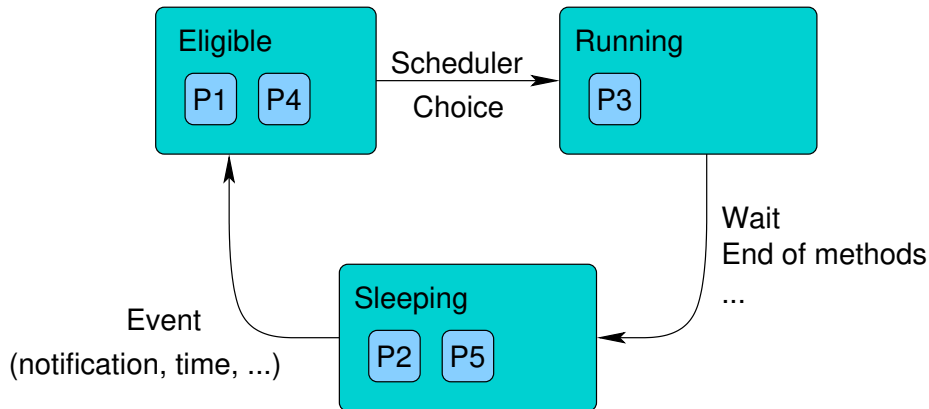 Eligible
P1 P4
Scheduler
Choice
Running
P3
Wait
End of methods
...
Sleeping
P2 P5
Event
(notification, time, ...)